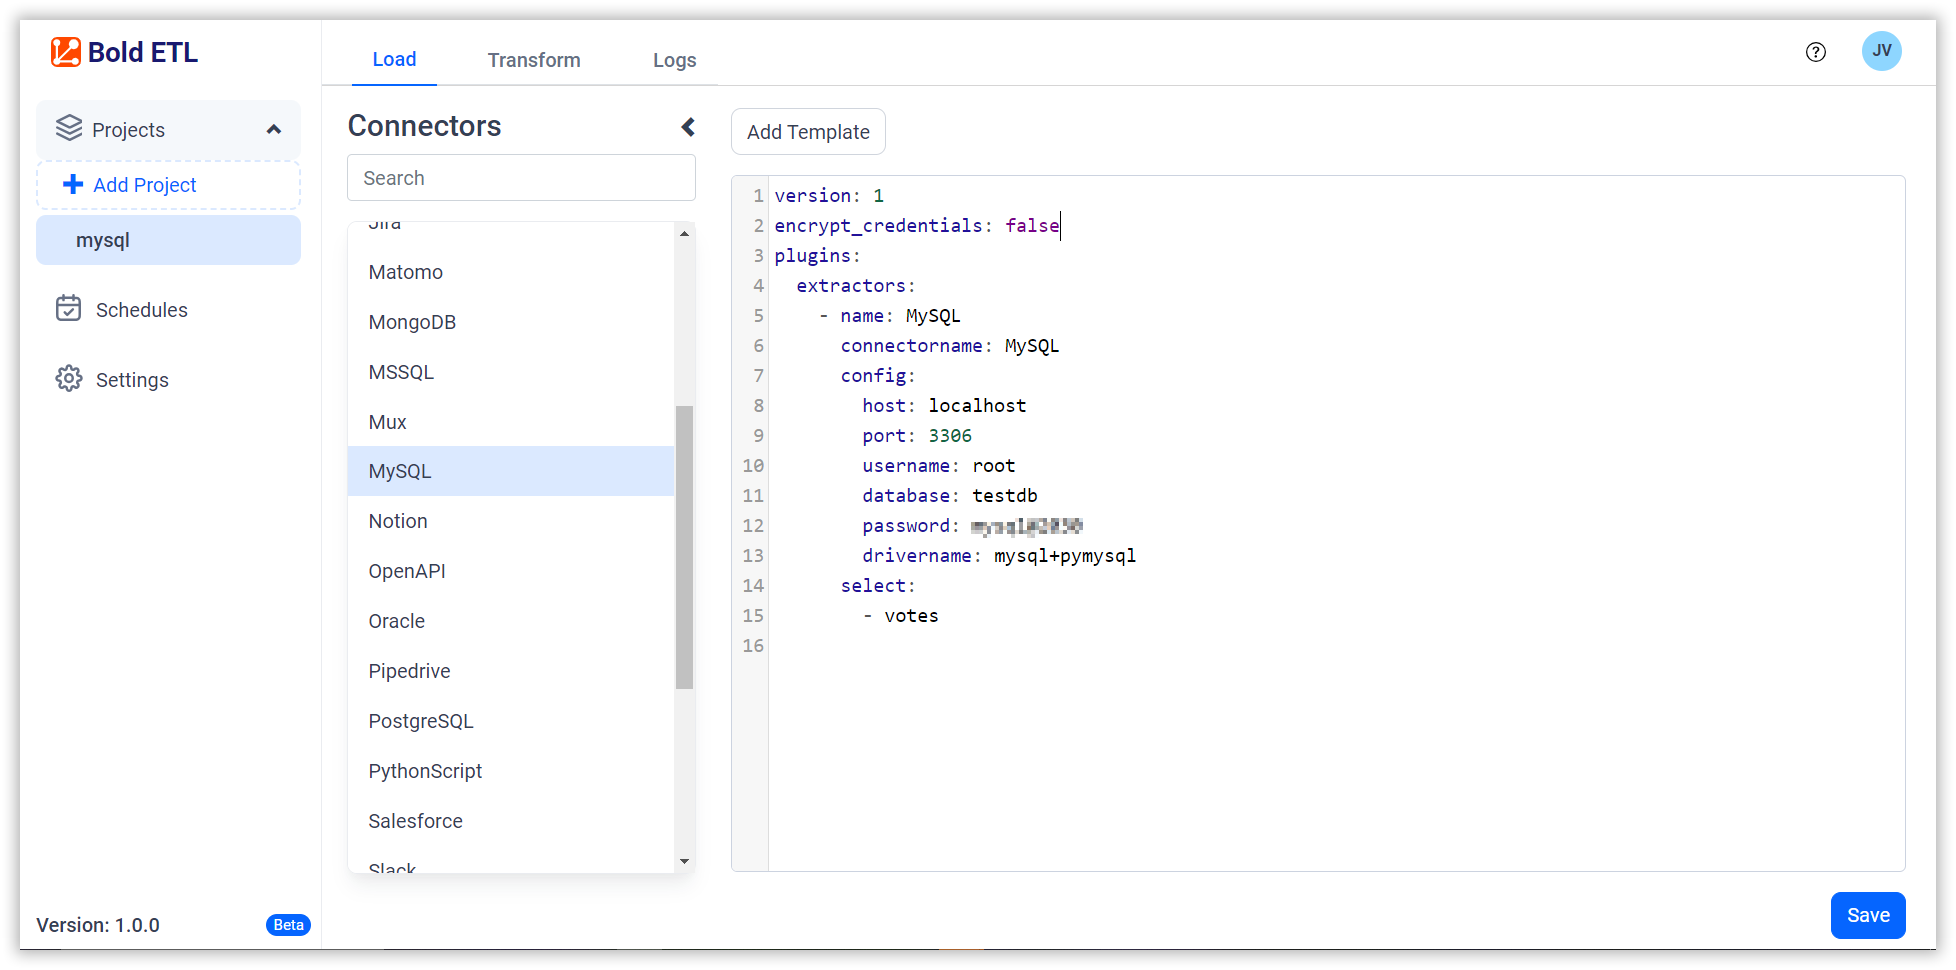 Bold ETL
Projects
Add Project
mysql
Schedules
Settings
Version: 1.0.0
Beta
Load
Transform
Logs
JV
Connectors
Search
Jira
Matomo
MongoDB
MSSQL
Mux
MySQL
Notion
OpenAPI
Oracle
Pipedrive
PostgreSQL
PythonScript
Salesforce
Slack
Add Template
1 version: 1
2 encrypt_credentials: false
3 plugins:
4 extractors:
5 - name: MySQL
6 connectorname: MySQL
7 config:
8 host: localhost
9 port: 3306
10 username: root
11 database: testdb
12 password:
13 drivername: mysql+pymysql
14 select:
15 - votes
16
Save